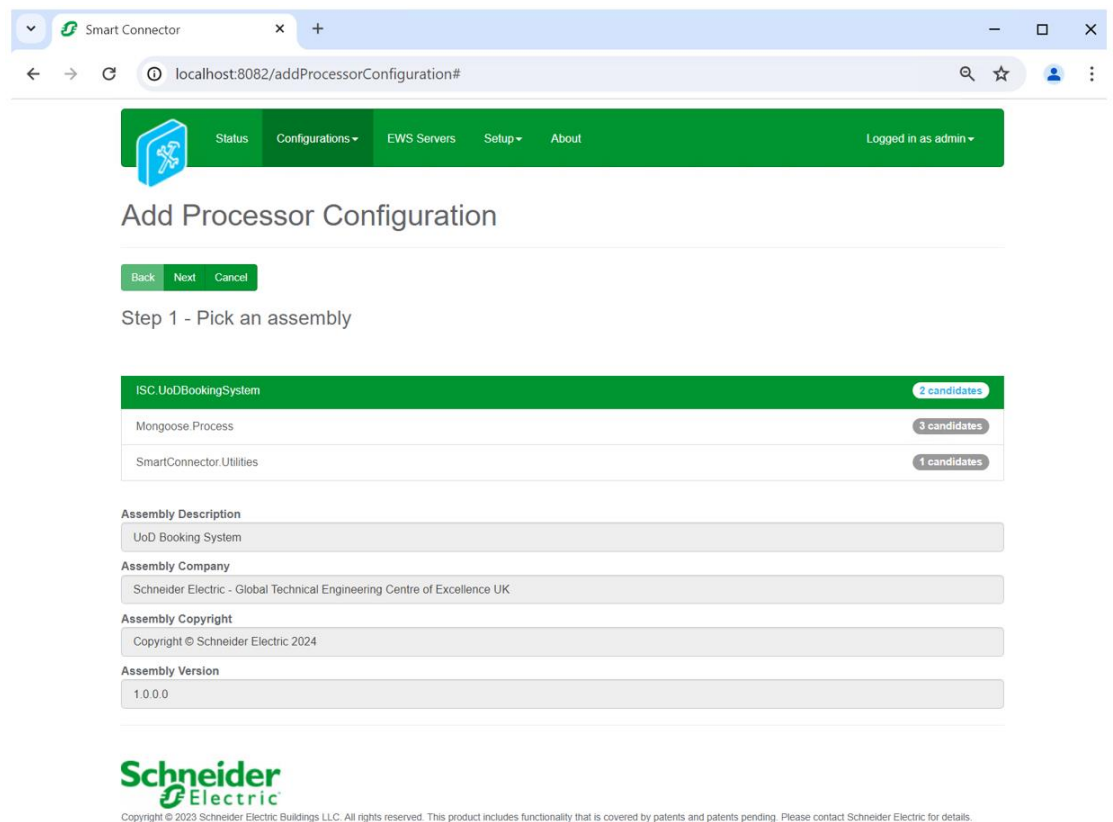 Smart Connector
localhost:8082/addProcessorConfiguration#
Status Configurations EWS Servers Setup About Logged in as admin
Add Processor Configuration
Back Next Cancel
Step 1 - Pick an assembly
ISC.UoDBookingSystem 2 candidates
Mongoose.Process 3 candidates
SmartConnector.Utilities 1 candidates
Assembly Description
UoD Booking System
Assembly Company
Schneider Electric - Global Technical Engineering Centre of Excellence UK
Assembly Copyright
Copyright © Schneider Electric 2024
Assembly Version
1.0.0.0
Schneider
Electric
Copyright © 2023 Schneider Electric Buildings LLC. All rights reserved. This product includes functionality that is covered by patents and patents pending. Please contact Schneider Electric for details.